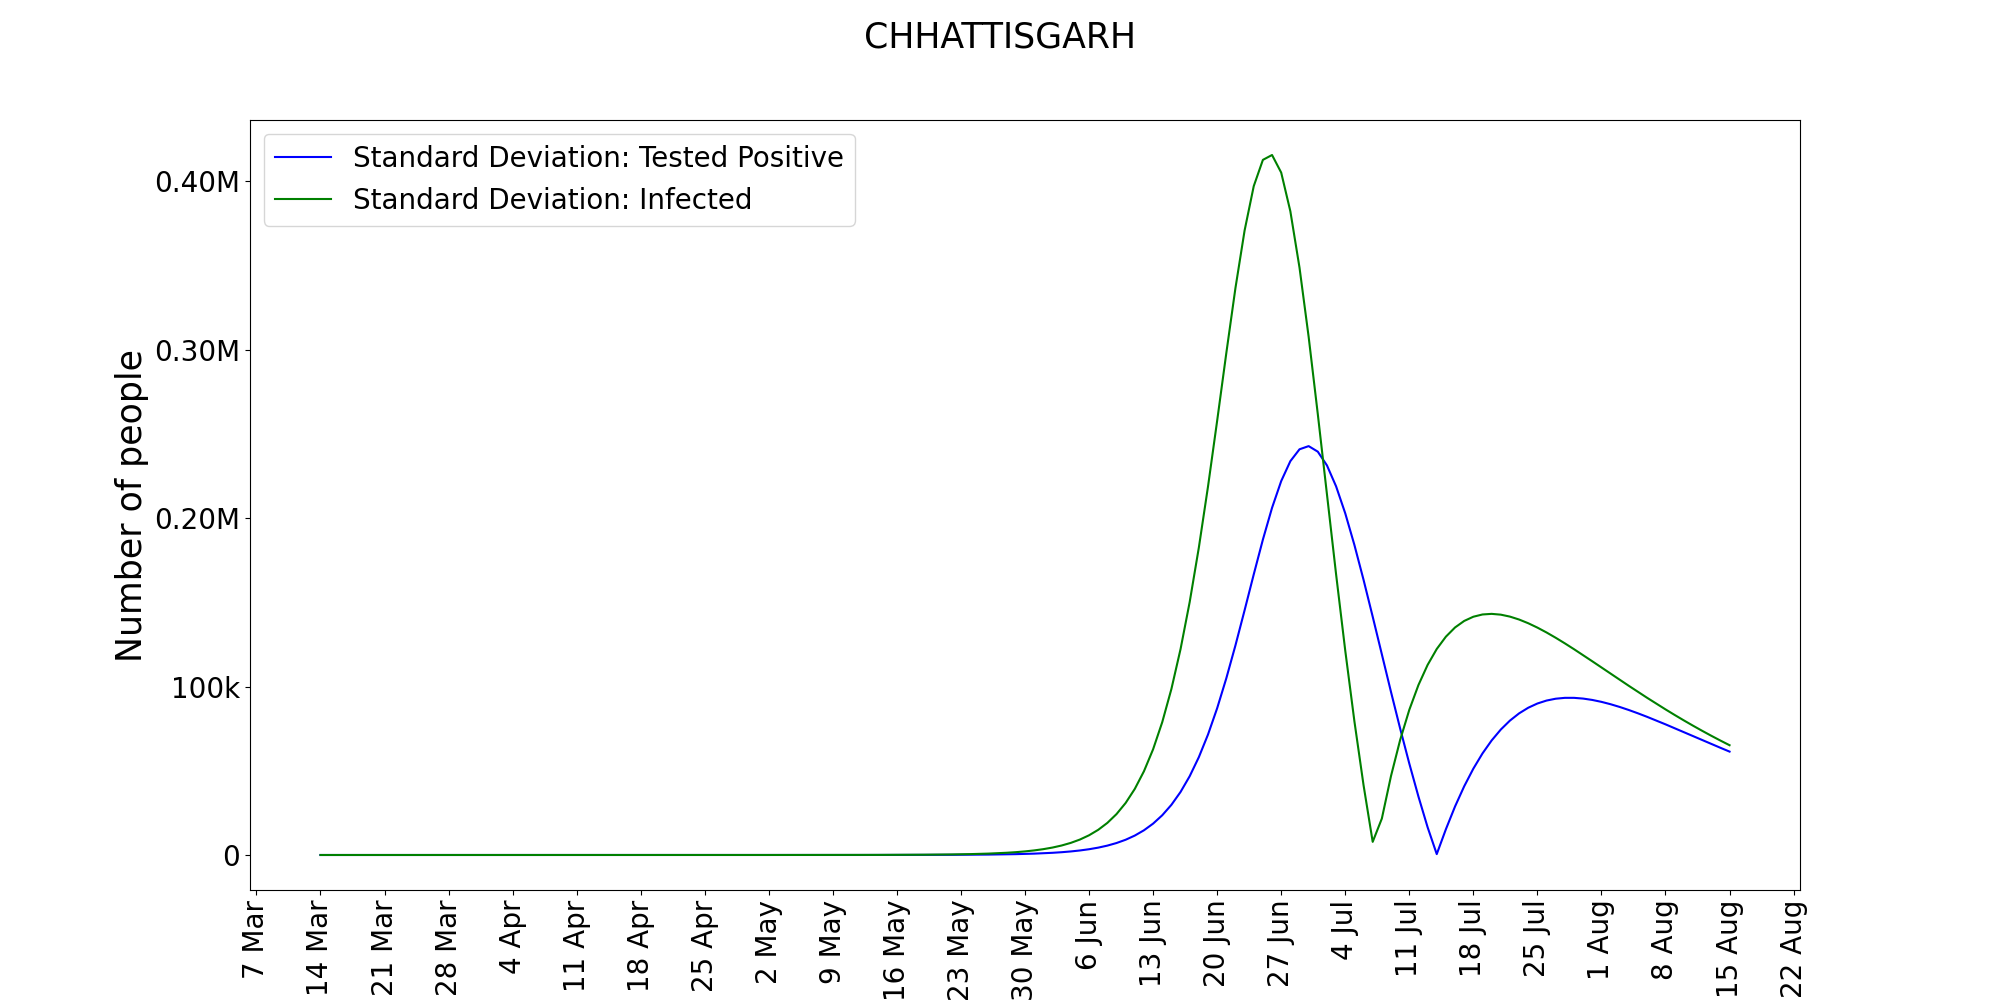 CHHATTISGARH
Standard Deviation: Tested Positive
Standard Deviation: Infected
Number of people
0.40M
0.30M
0.20M
100k
0
7 Mar
14 Mar
21 Mar
28 Mar
4 Apr
11 Apr
18 Apr
25 Apr
2 May
9 May
16 May
23 May
30 May
6 Jun
13 Jun
20 Jun
27 Jun
4 Jul
11 Jul
18 Jul
25 Jul
1 Aug
8 Aug
15 Aug
22 Aug